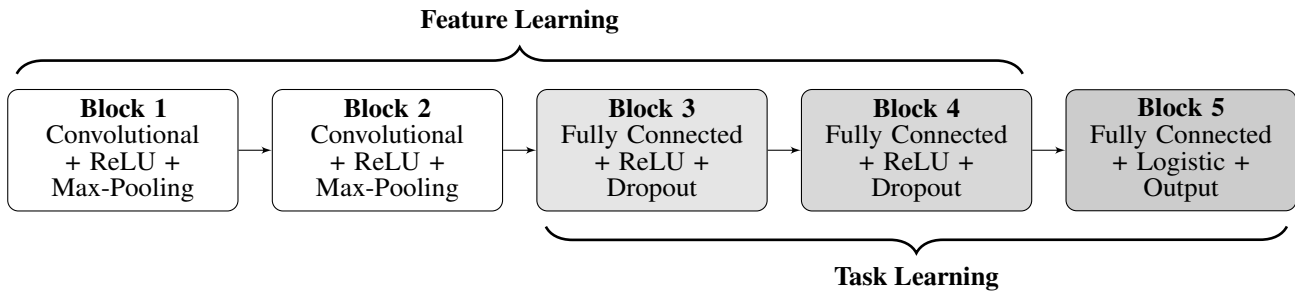 Feature Learning
Block 1
Convolutional
+ ReLU +
Max-Pooling
Block 2
Convolutional
+ ReLU +
Max-Pooling
Block 3
Fully Connected
+ ReLU +
Dropout
Block 4
Fully Connected
+ ReLU +
Dropout
Block 5
Fully Connected
+ Logistic +
Output
Task Learning